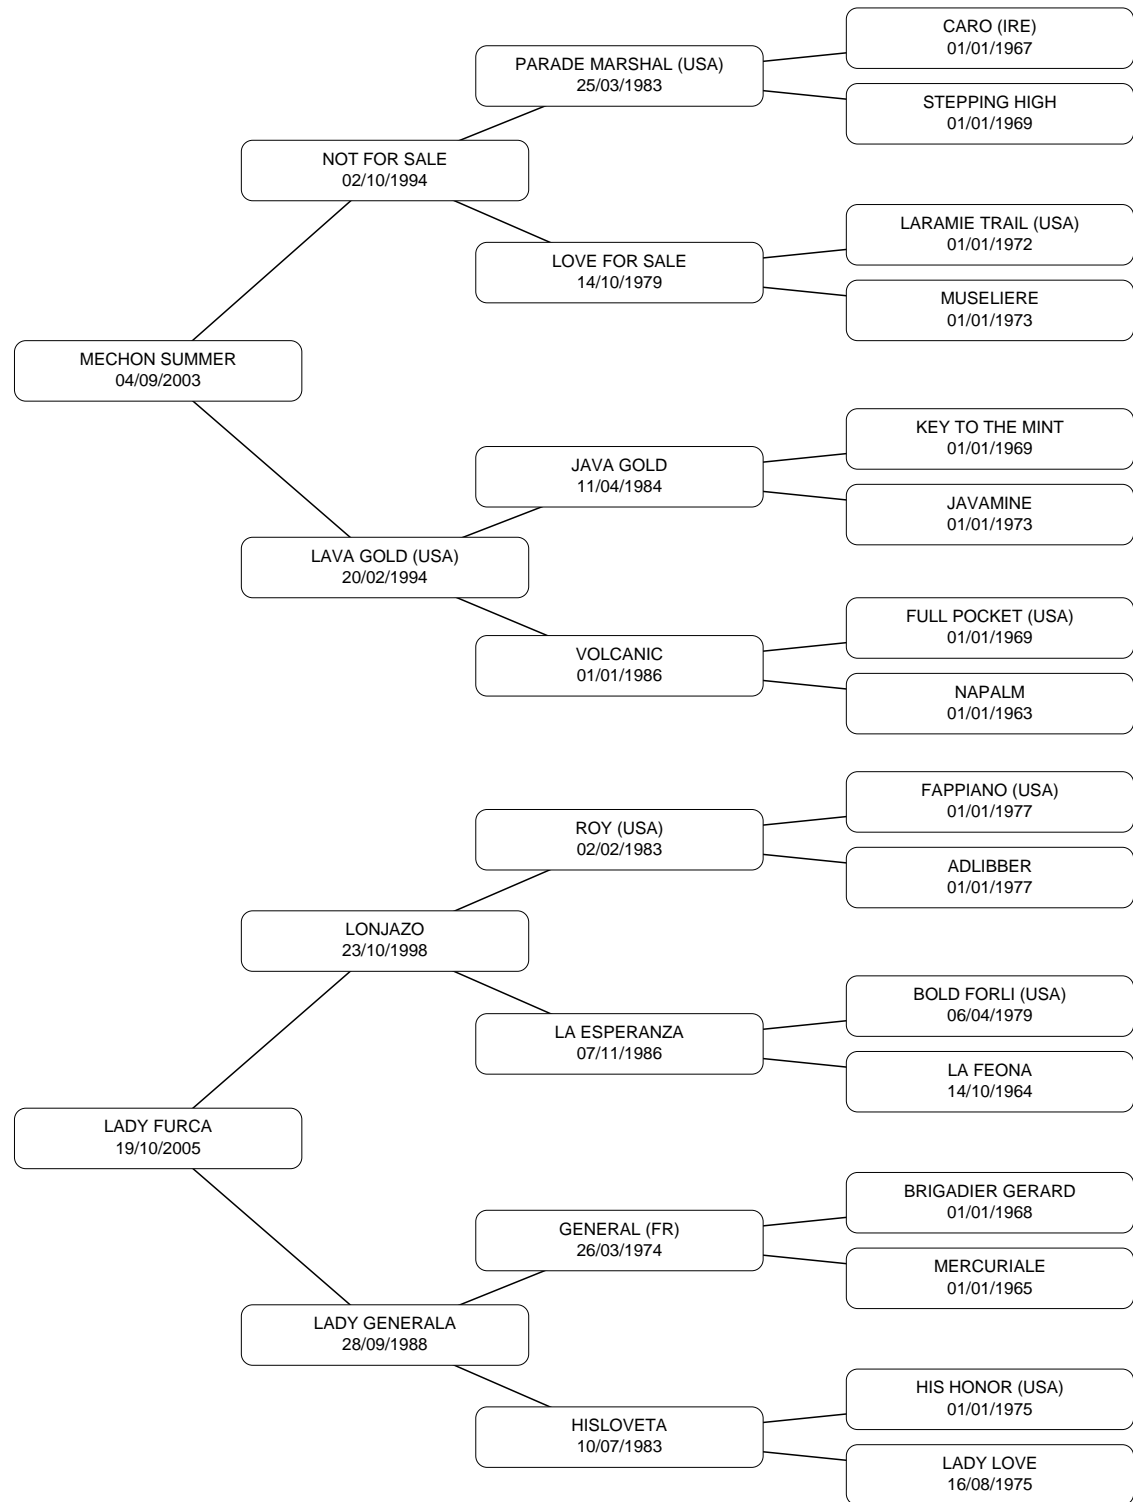 CARO (IRE)
01/01/1967
PARADE MARSHAL (USA)
25/03/1983
STEPPING HIGH
01/01/1969
NOT FOR SALE
02/10/1994
LARAMIE TRAIL (USA)
01/01/1972
LOVE FOR SALE
14/10/1979
MUSELIERE
01/01/1973
MECHON SUMMER
04/09/2003
KEY TO THE MINT
01/01/1969
JAVA GOLD
11/04/1984
JAVAMINE
01/01/1973
LAVA GOLD (USA)
20/02/1994
FULL POCKET (USA)
01/01/1969
VOLCANIC
01/01/1986
NAPALM
01/01/1963
FAPPIANO (USA)
01/01/1977
ROY (USA)
02/02/1983
ADLIBBER
01/01/1977
LONJAZO
23/10/1998
BOLD FORLI (USA)
06/04/1979
LA ESPERANZA
07/11/1986
LA FEONA
14/10/1964
LADY FURCA
19/10/2005
BRIGADIER GERARD
01/01/1968
GENERAL (FR)
26/03/1974
MERCURIALE
01/01/1965
LADY GENERALA
28/09/1988
HIS HONOR (USA)
01/01/1975
HISLOVETA
10/07/1983
LADY LOVE
16/08/1975